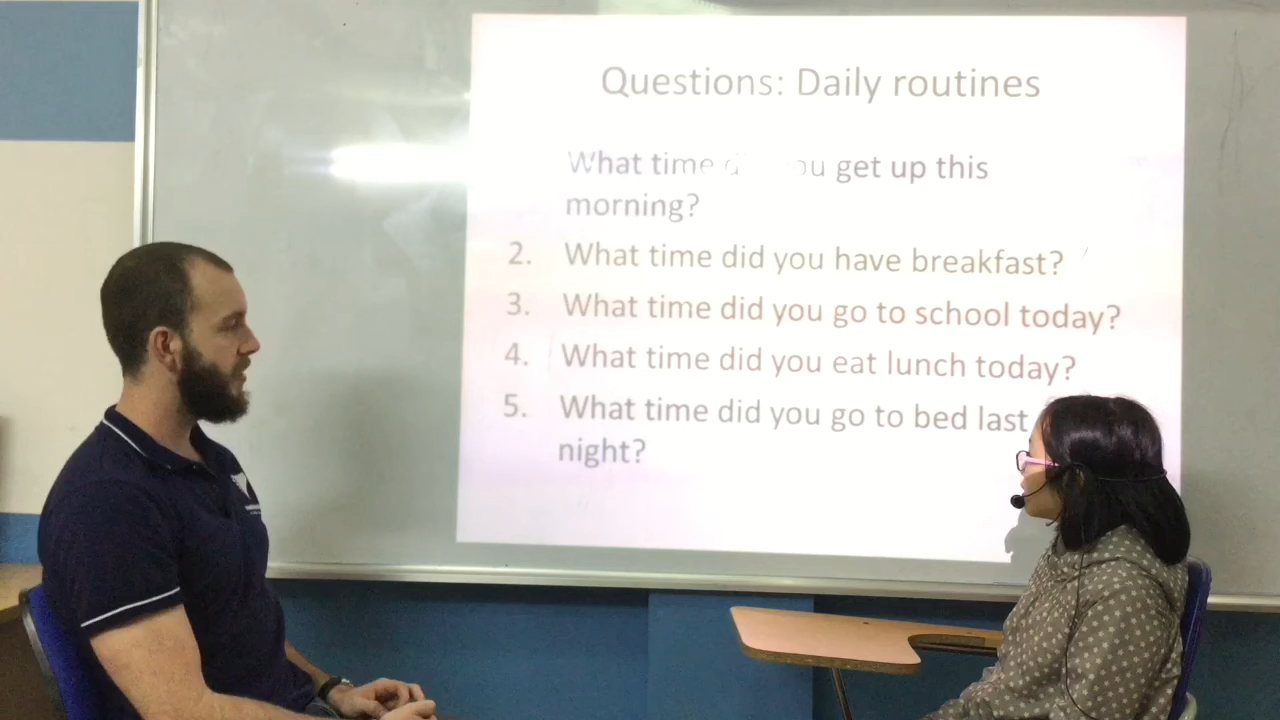 Questions: Daily routines
What time did you get up this
morning?
2. What time did you have breakfast?
3. What time did you go to school today?
4. What time did you eat lunch today?
5. What time did you go to bed last
night?